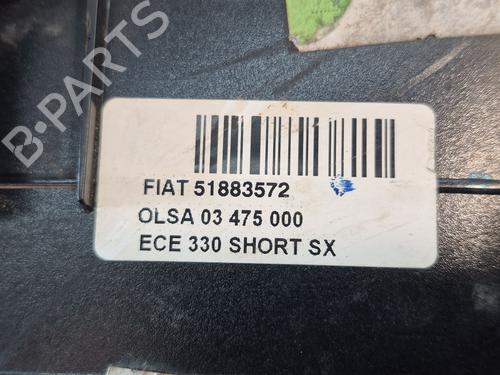 B-PARTS
FIAT 51883572
OLSA 03 475 000
ECE 330 SHORT SX